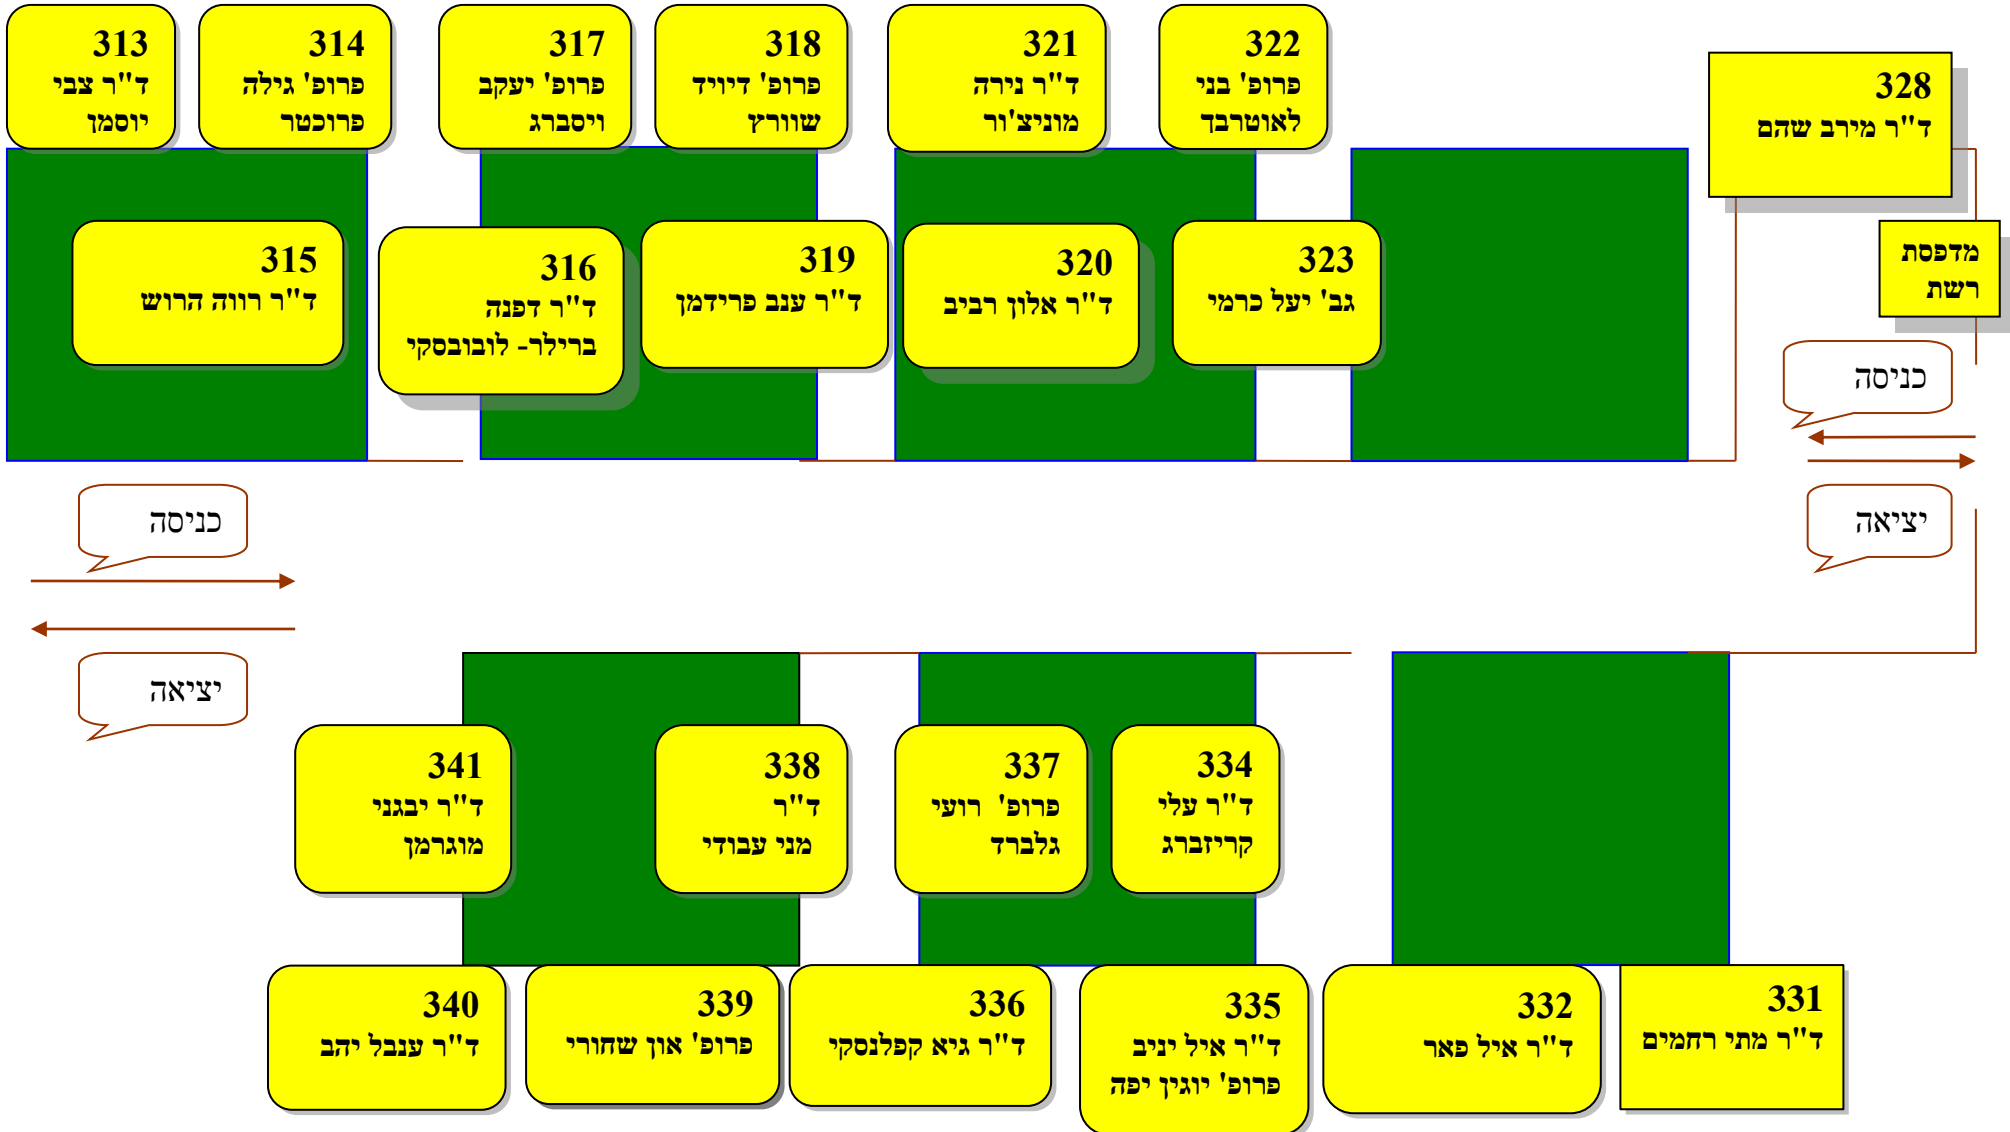 313
ד"ר צבי
יוסמן
314
פרופ' גילה
פרוכטר
317
פרופ' יעקב
ויסברג
318
פרופ' דיויד
שוורץ
321
ד"ר נירה
מוניצ'ור
322
פרופ' בני
לאוטרבך
328
ד"ר מירב שהם
315
ד"ר רווה הרוש
316
ד"ר דפנה
ברילר- לובובסקי
319
ד"ר ענב פרידמן
320
ד"ר אלון רביב
323
גב' יעל כרמי
מדפסת
רשת
כניסה
יציאה
כניסה
יציאה
341
ד"ר יבגני
מוגרמן
338
ד"ר
מני עבודי
337
פרופ' רועי
גלברד
334
ד"ר עלי
קריזברג
340
ד"ר ענבל יהב
339
פרופ' און שחורי
336
ד"ר גיא קפלנסקי
335
ד"ר איל יניב
פרופ' יוגין יפה
332
ד"ר איל פאר
331
ד"ר מתי רחמים